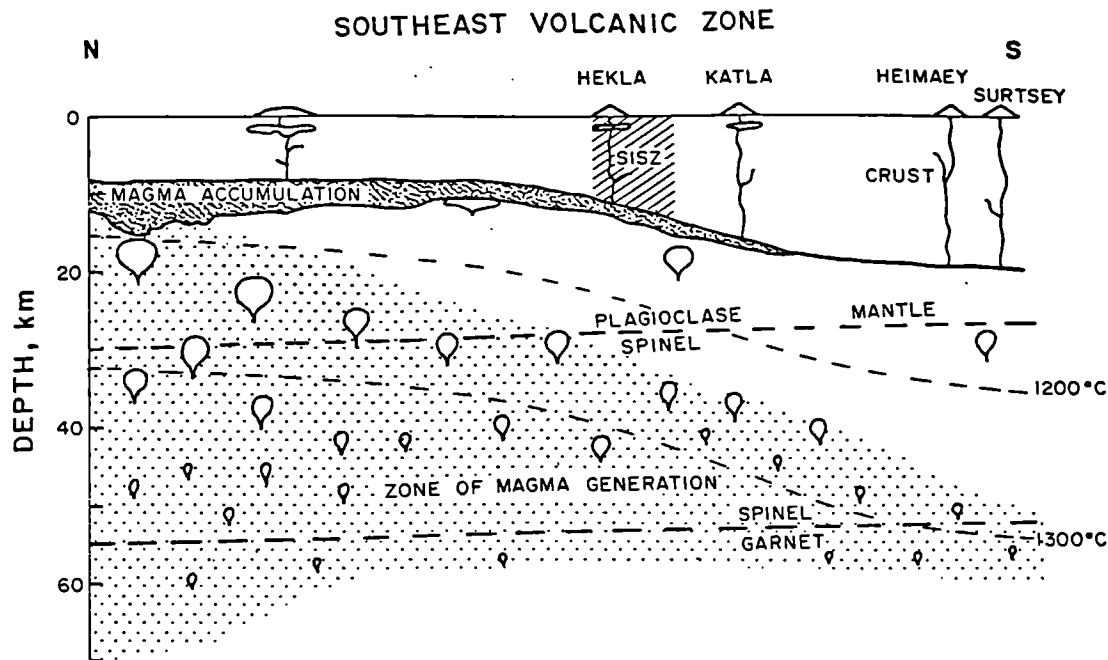 SOUTHEAST VOLCANIC ZONE
N
S
HEKLA
KATLA
HEIMAEY
SURTSEY
0
SISZ
CRUST
MAGMA ACCUMULATION
20
PLAGIOCLASE
MANTLE
SPINEL
1200°C
DEPTH, km
40
ZONE OF MAGMA GENERATION
SPINEL
GARNET
1300°C
60